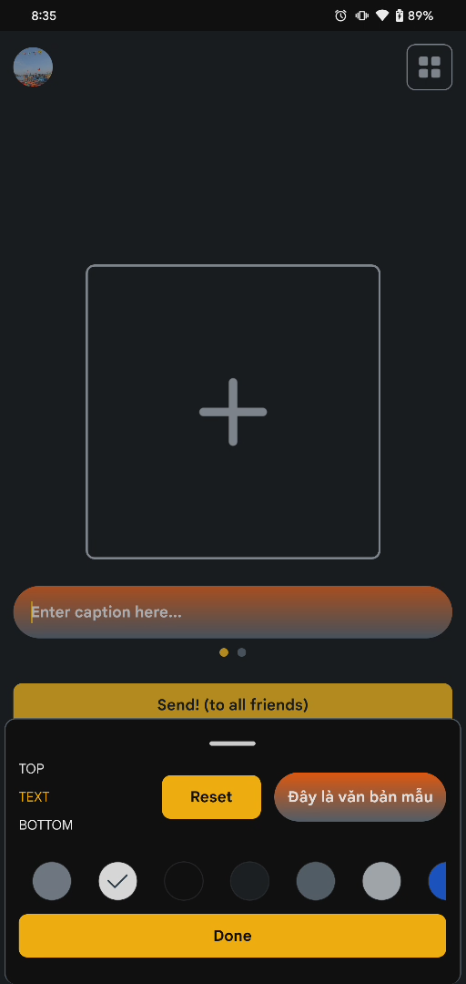 8:35
89%
Enter caption here...
Send! (to all friends)
TOP
TEXT
BOTTOM
Reset
Đây là văn bản mẫu
Done